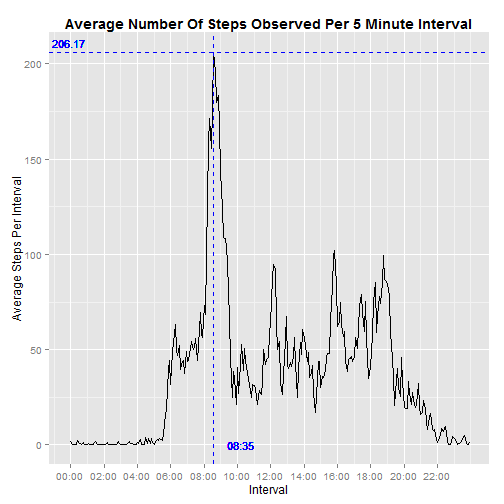 Average Number Of Steps Observed Per 5 Minute Interval
206.17
200
150
100
50
0
Average Steps Per Interval
08:35
00:00 02:00 04:00 06:00 08:00 10:00 12:00 14:00 16:00 18:00 20:00 22:00
Interval